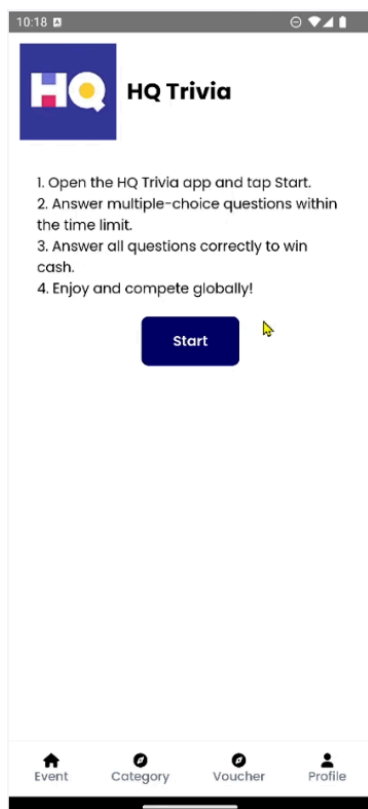 10:18
HQ
HQ Trivia
1. Open the HQ Trivia app and tap Start.
2. Answer multiple-choice questions within
the time limit.
3. Answer all questions correctly to win
cash.
4. Enjoy and compete globally!
Start
Event Category Voucher Profile